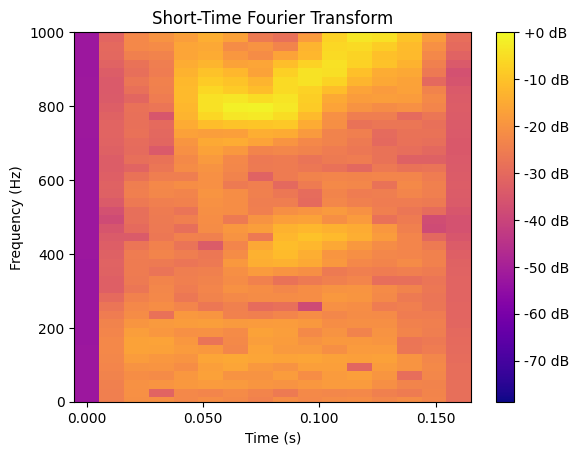 Short-Time Fourier Transform
1000
800
600
400
200
0
Frequency (Hz)
0.000
0.050
0.100
0.150
Time (s)
+0 dB
-10 dB
-20 dB
-30 dB
-40 dB
-50 dB
-60 dB
-70 dB